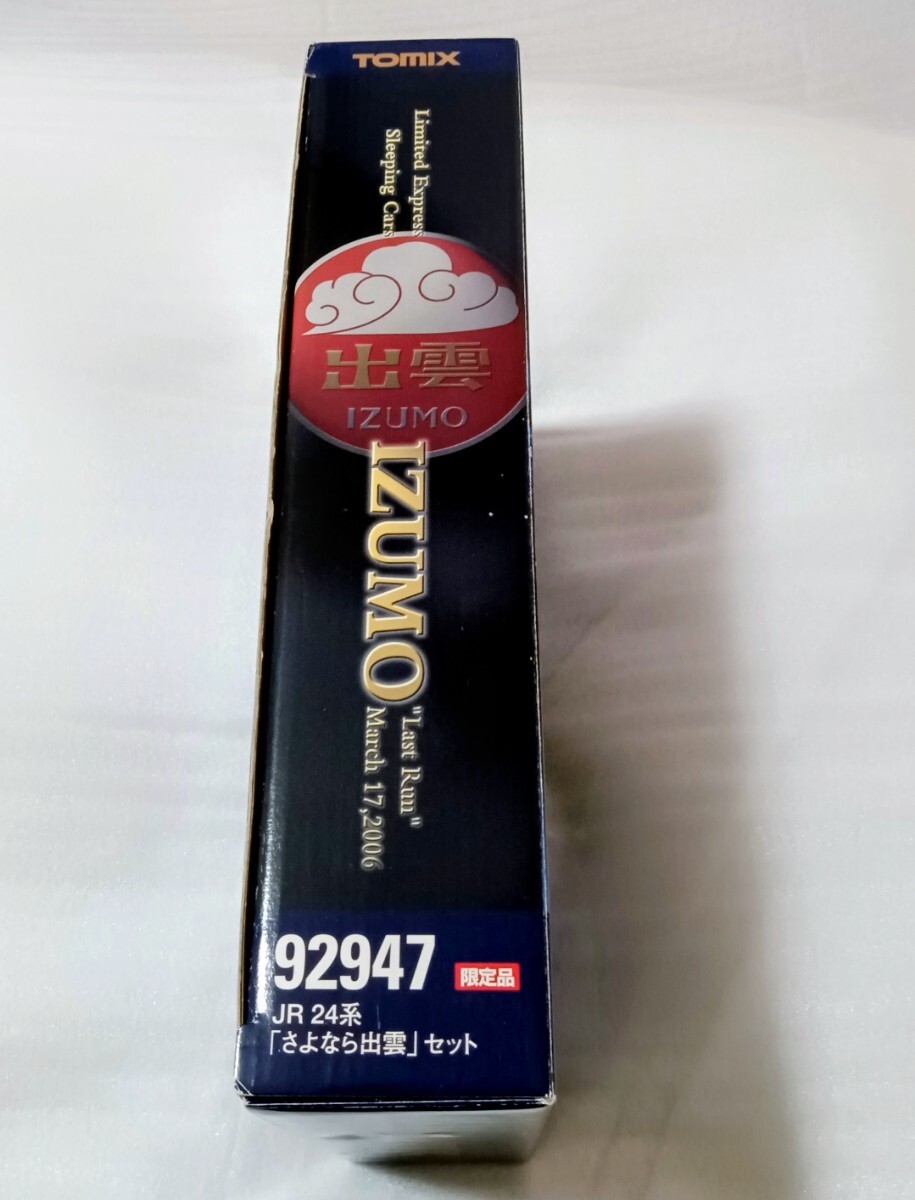 TOMIX
Limited Express
Sleeping Cars
出雲
IZUMO
IZUMO
"Last Run"
March 17,2006
92947
限定品
JR 24系
「さよなら出雲」セット